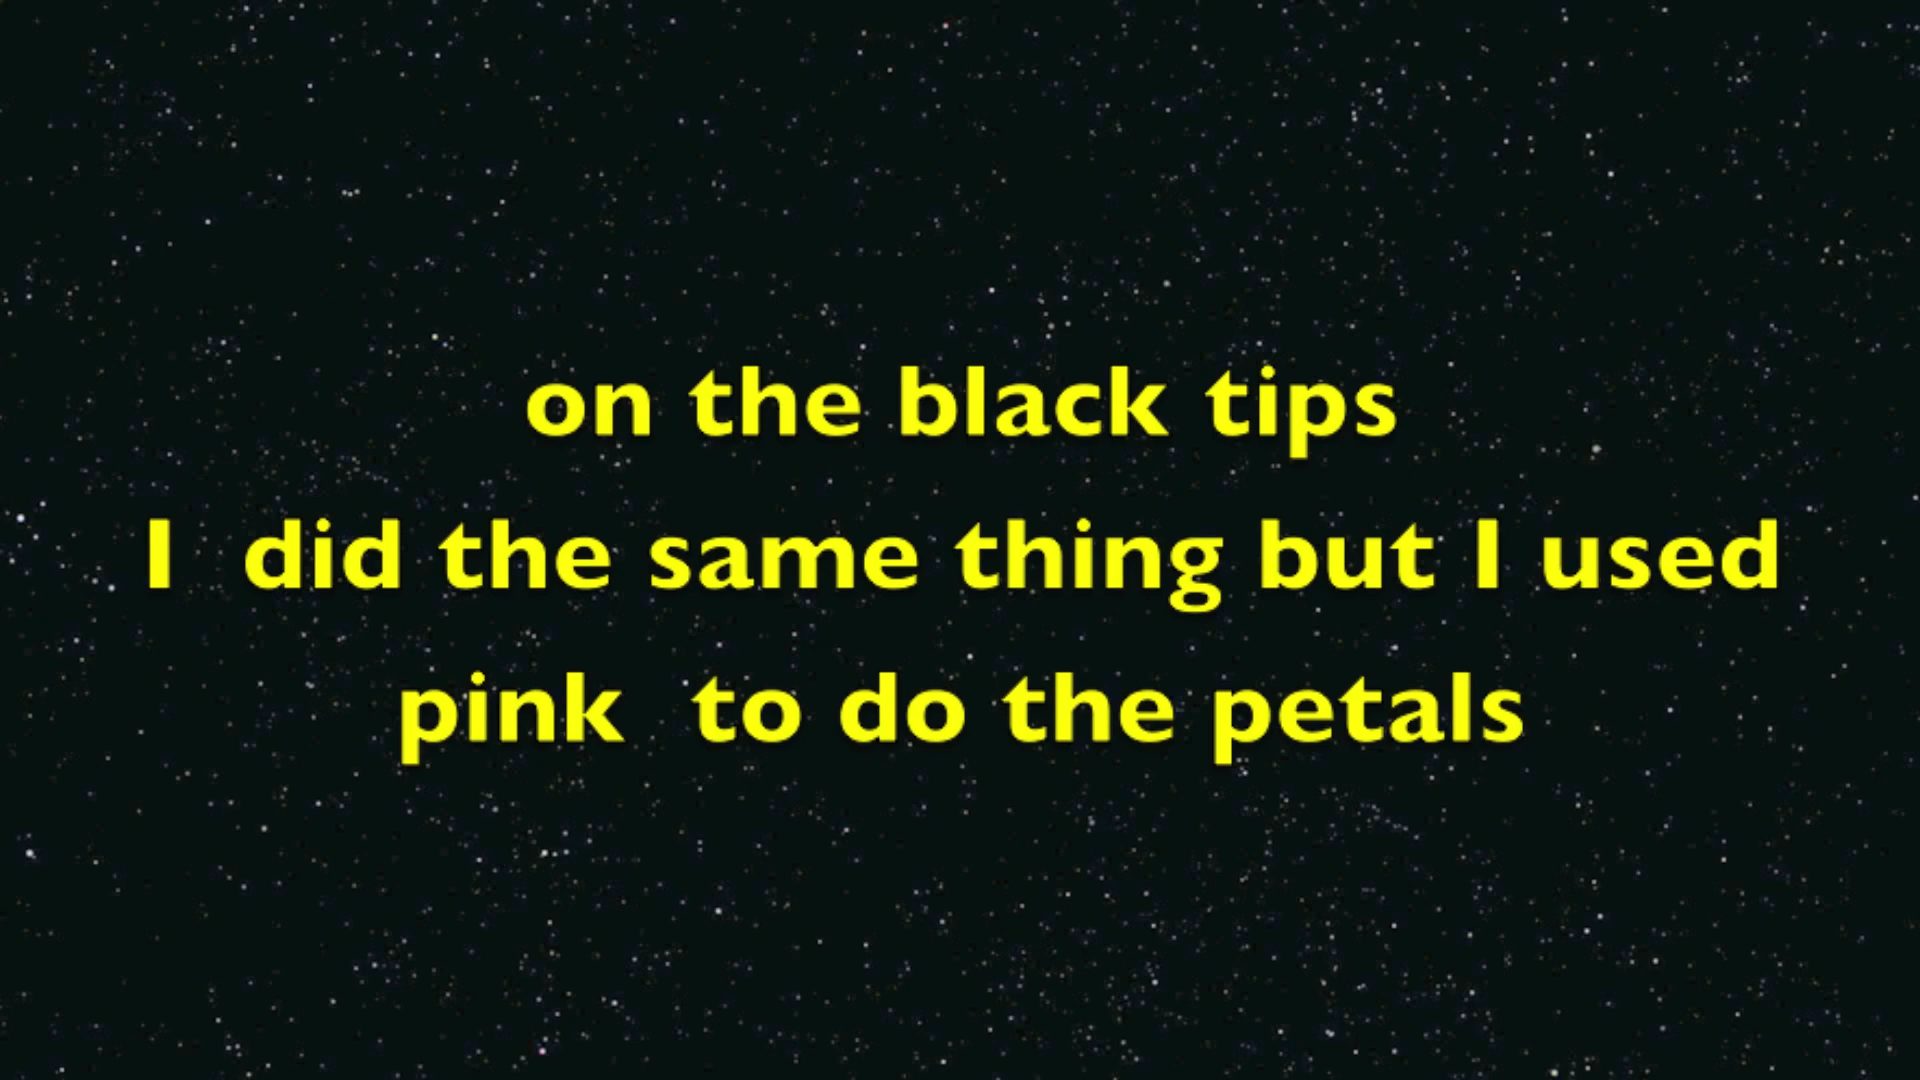 on the black tips
I  did the same thing but I used
pink  to do the petals